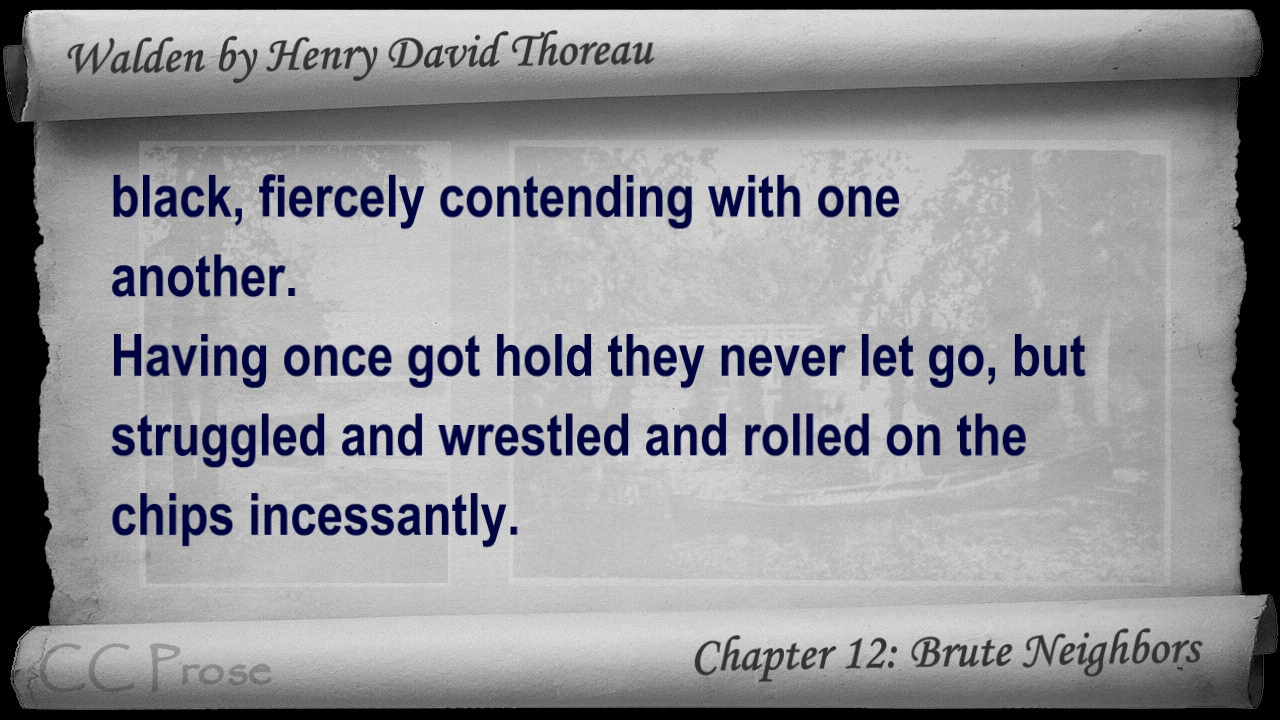 Walden by Henry David Thoreau
black, fiercely contending with one
another.
Having once got hold they never let go, but
struggled and wrestled and rolled on the
chips incessantly.
CC Prose
Chapter 12: Brute Neighbors